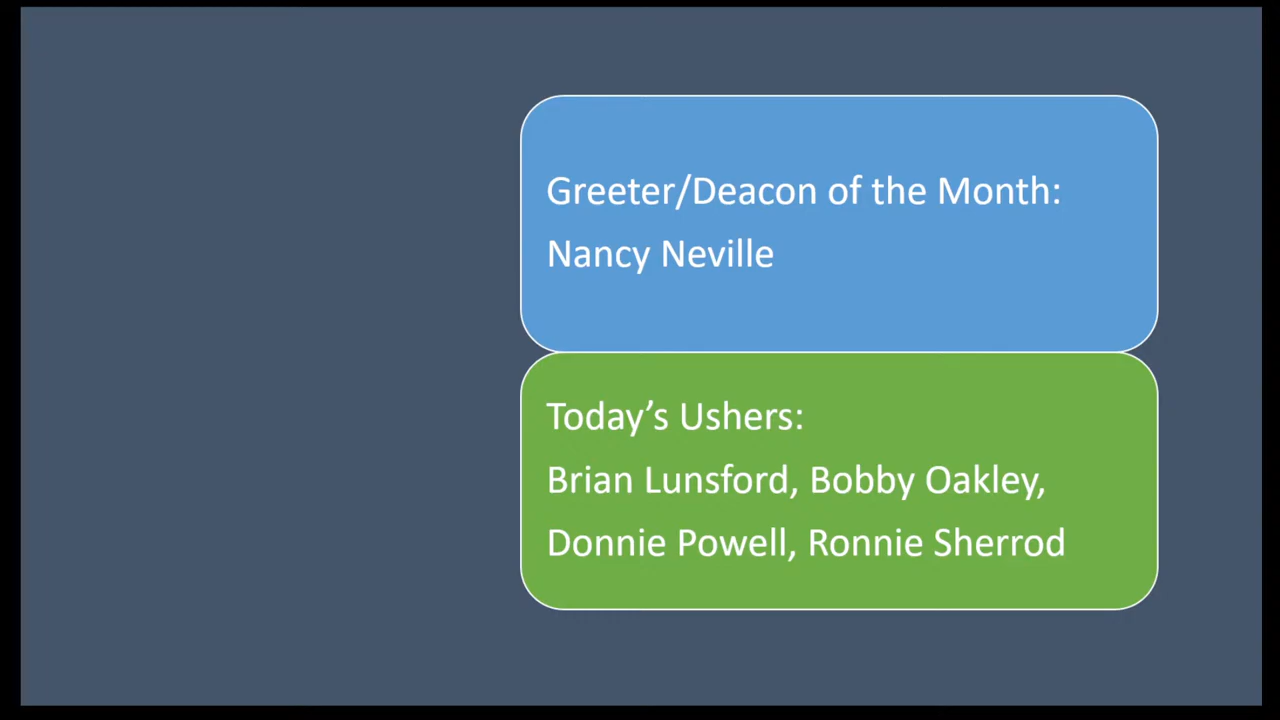 Greeter/Deacon of the Month:
Nancy Neville
Today’s Ushers:
Brian Lunsford, Bobby Oakley,
Donnie Powell, Ronnie Sherrod